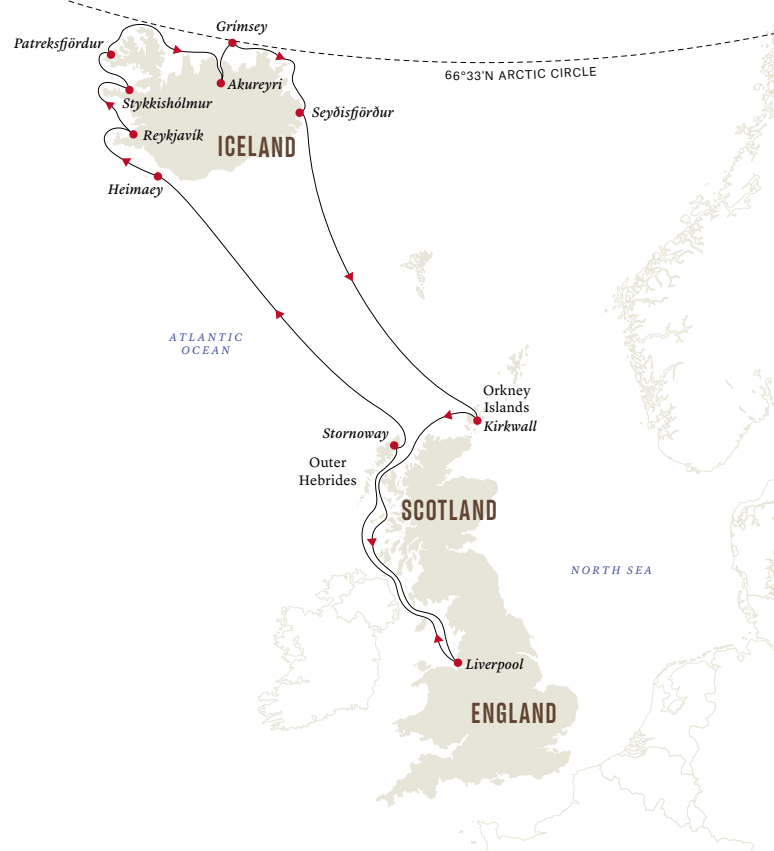 Grímsey
Patreksfjördur
66°33'N ARCTIC CIRCLE
Akureyri
Stykkishólmur
Seyðisfjörður
Reykjavík
ICELAND
Heimaey
ATLANTIC
OCEAN
Orkney
Islands
Kirkwall
Stornoway
Outer
Hebrides
SCOTLAND
NORTH SEA
Liverpool
ENGLAND